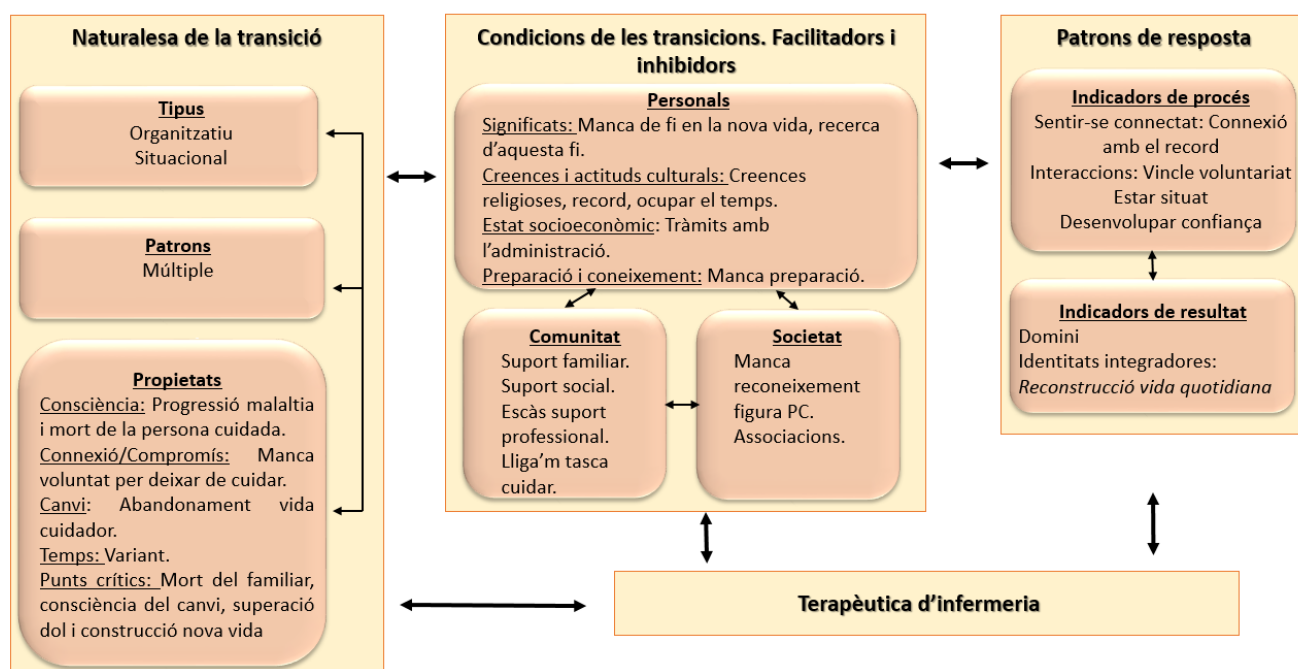 Naturalesa de la transició
Tipus
Organitzatiu
Situacional
Patrons
Múltiple
Propietats
Consciència: Progressió malaltia
i mort de la persona cuidada.
Connexió/Compromís: Manca
voluntat per deixar de cuidar.
Canvi: Abandonament vida
cuidador.
Temps: Variant.
Punts crítics: Mort del familiar,
consciència del canvi, superació
dol i construcció nova vida
Condicions de les transicions. Facilitadors i
inhibidors
Personals
Significats: Manca de fi en la nova vida, recerca
d'aquesta fi.
Creences i actituds culturals: Creences
religioses, record, ocupar el temps.
Estat socioeconòmic: Tràmits amb
l'administració.
Preparació i coneixement: Manca preparació.
Comunitat
Suport familiar.
Suport social.
Escàs suport
professional.
Lliga'm tasca
cuidar.
Societat
Manca
reconeixement
figura PC.
Associacions.
Patrons de resposta
Indicadors de procés
Sentir-se connectat: Connexió
amb el record
Interaccions: Vincle voluntariat
Estar situat
Desenvolupar confiança
Indicadors de resultat
Domini
Identitats integradores:
Reconstrucció vida quotidiana
Terapèutica d'infermeria